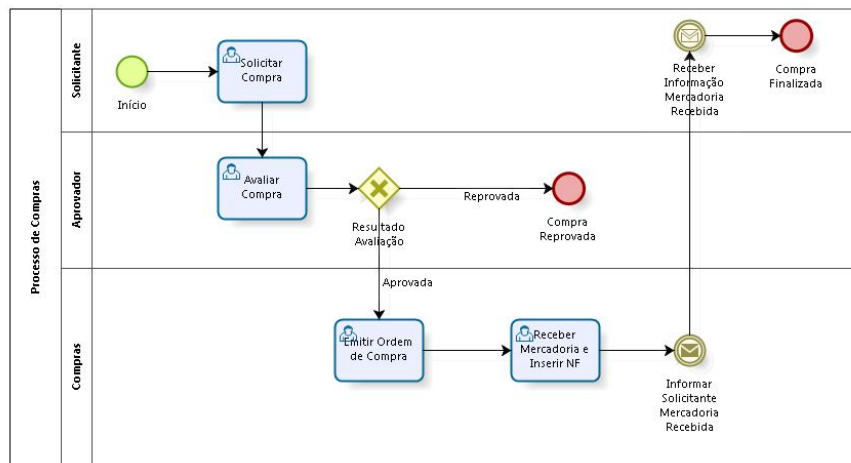 Processo de Compras
Solicitante
Início
Solicitar
Compra
Receber
Informação
Mercadoria
Recebida
Compra
Finalizada
Aprovador
Avaliar
Compra
Resultado
Avaliação
Reprovada
Compra
Reprovada
Aprovada
Compras
Emitir Ordem
de Compra
Receber
Mercadoria e
Inserir NF
Informar
Solicitante
Mercadoria
Recebida